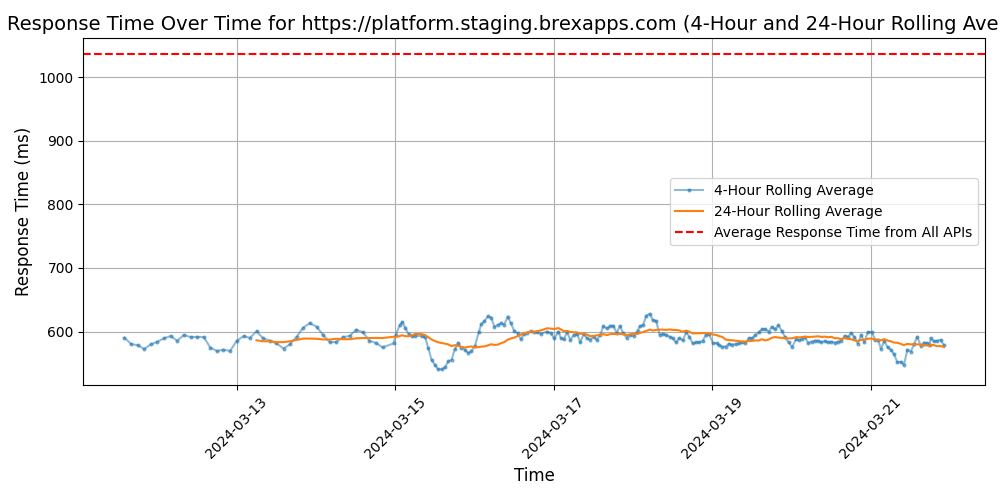 Response Time Over Time for https://platform.staging.brexapps.com (4-Hour and 24-Hour Rolling Ave
Response Time (ms)
1000
900
800
700
600
4-Hour Rolling Average
24-Hour Rolling Average
Average Response Time from All APIs
2024-03-13
2024-03-15
2024-03-17
2024-03-19
2024-03-21
Time